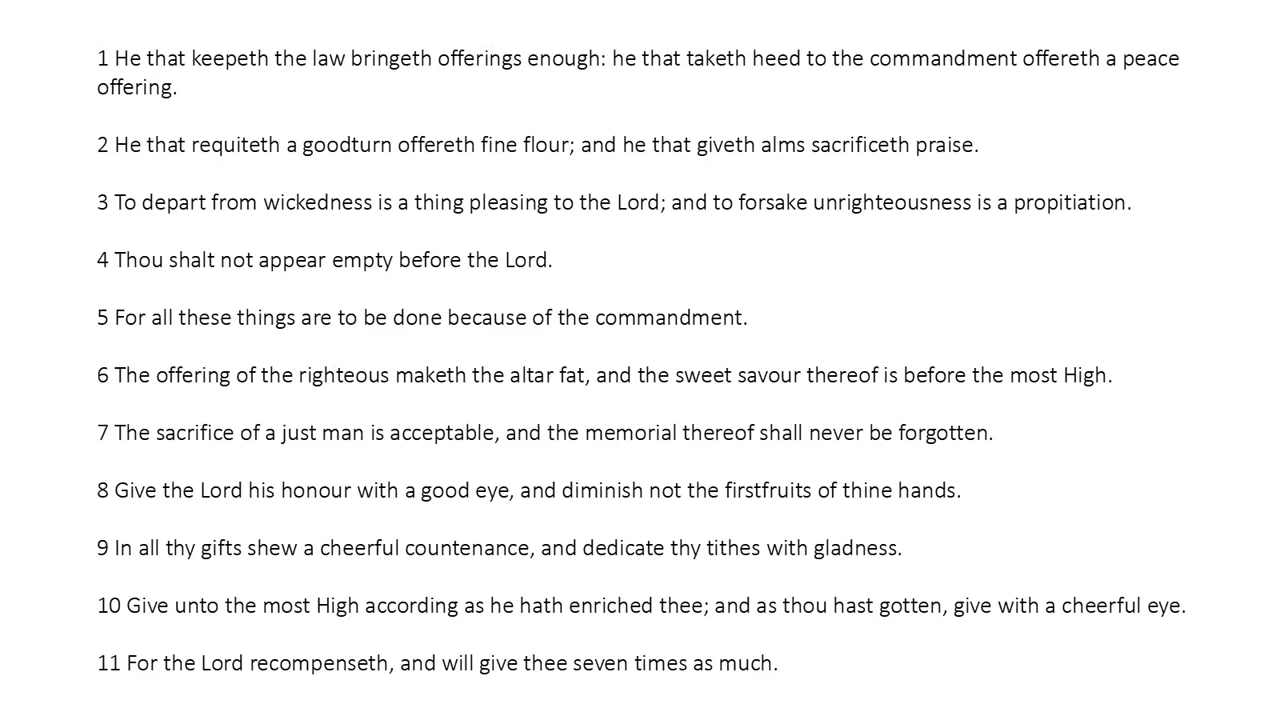 1 He that keepeth the law bringeth offerings enough: he that taketh heed to the commandment offereth a peace
offering.
2 He that requiteth a goodturn offereth fine flour; and he that giveth alms sacrificeth praise.
3 To depart from wickedness is a thing pleasing to the Lord; and to forsake unrighteousness is a propitiation.
4 Thou shalt not appear empty before the Lord.
5 For all these things are to be done because of the commandment.
6 The offering of the righteous maketh the altar fat, and the sweet savour thereof is before the most High.
7 The sacrifice of a just man is acceptable, and the memorial thereof shall never be forgotten.
8 Give the Lord his honour with a good eye, and diminish not the firstfruits of thine hands.
9 In all thy gifts shew a cheerful countenance, and dedicate thy tithes with gladness.
10 Give unto the most High according as he hath enriched thee; and as thou hast gotten, give with a cheerful eye.
11 For the Lord recompenseth, and will give thee seven times as much.